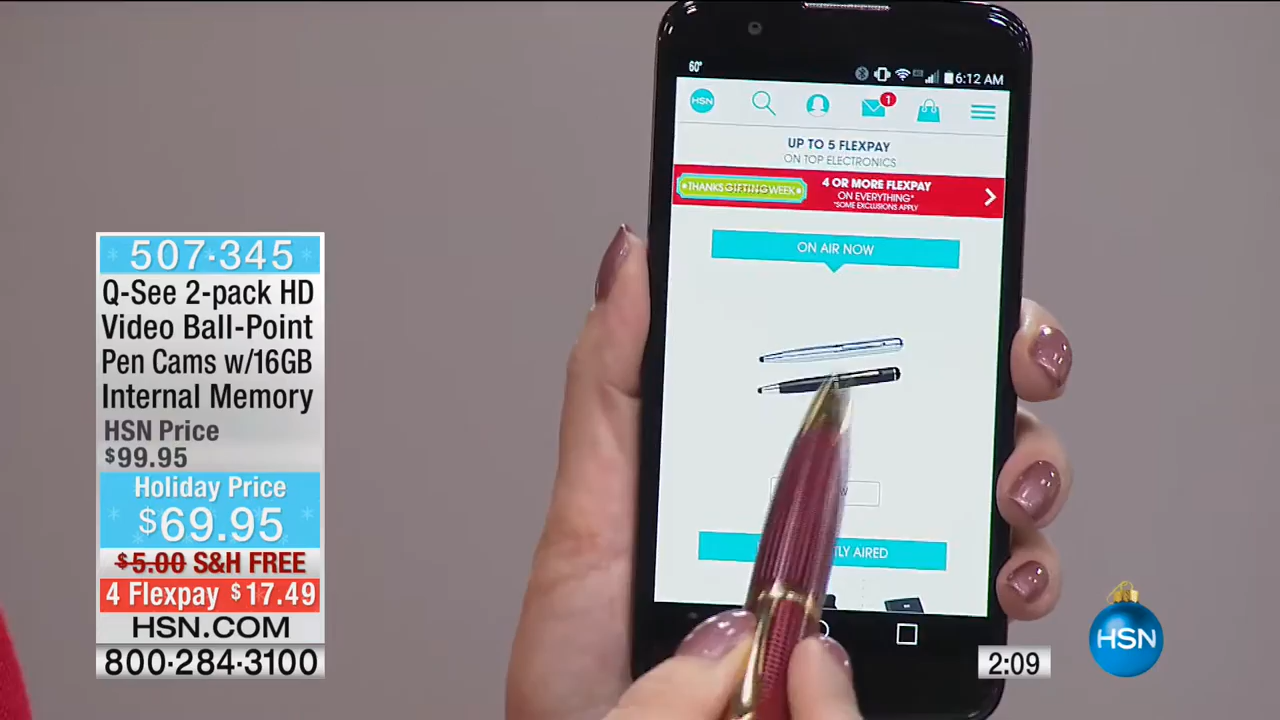 507·345
Q-See 2-pack HD
Video Ball-Point
Pen Cams w/16GB
Internal Memory
HSN Price
$99.95
Holiday Price
$69.95
$5.00 S&H FREE
4 Flexpay $17.49
HSN.COM
800·284·3100
60°
6:12 AM
HSN
1
UP TO 5 FLEXPAY
ON TOP ELECTRONICS
THANKSGIFTINGWEEK
4 OR MORE FLEXPAY
ON EVERYTHING*
*SOME EXCLUSIONS APPLY
ON AIR NOW
AIRED
2:09
HSN